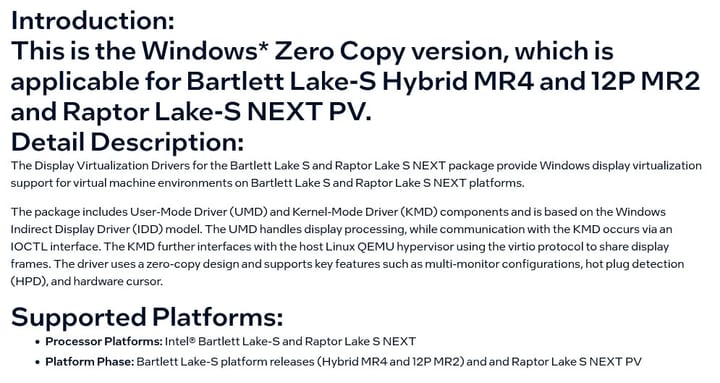 Introduction:
This is the Windows* Zero Copy version, which is
applicable for Bartlett Lake-S Hybrid MR4 and 12P MR2
and Raptor Lake-S NEXT PV.
Detail Description:
The Display Virtualization Drivers for the Bartlett Lake S and Raptor Lake S NEXT package provide Windows display virtualization
support for virtual machine environments on Bartlett Lake S and Raptor Lake S NEXT platforms.
The package includes User-Mode Driver (UMD) and Kernel-Mode Driver (KMD) components and is based on the Windows
Indirect Display Driver (IDD) model. The UMD handles display processing, while communication with the KMD occurs via an
IOCTL interface. The KMD further interfaces with the host Linux QEMU hypervisor using the virtio protocol to share display
frames. The driver uses a zero-copy design and supports key features such as multi-monitor configurations, hot plug detection
(HPD), and hardware cursor.
Supported Platforms:
• Processor Platforms: Intel® Bartlett Lake-S and Raptor Lake S NEXT
• Platform Phase: Bartlett Lake-S platform releases (Hybrid MR4 and 12P MR2) and and Raptor Lake S NEXT PV